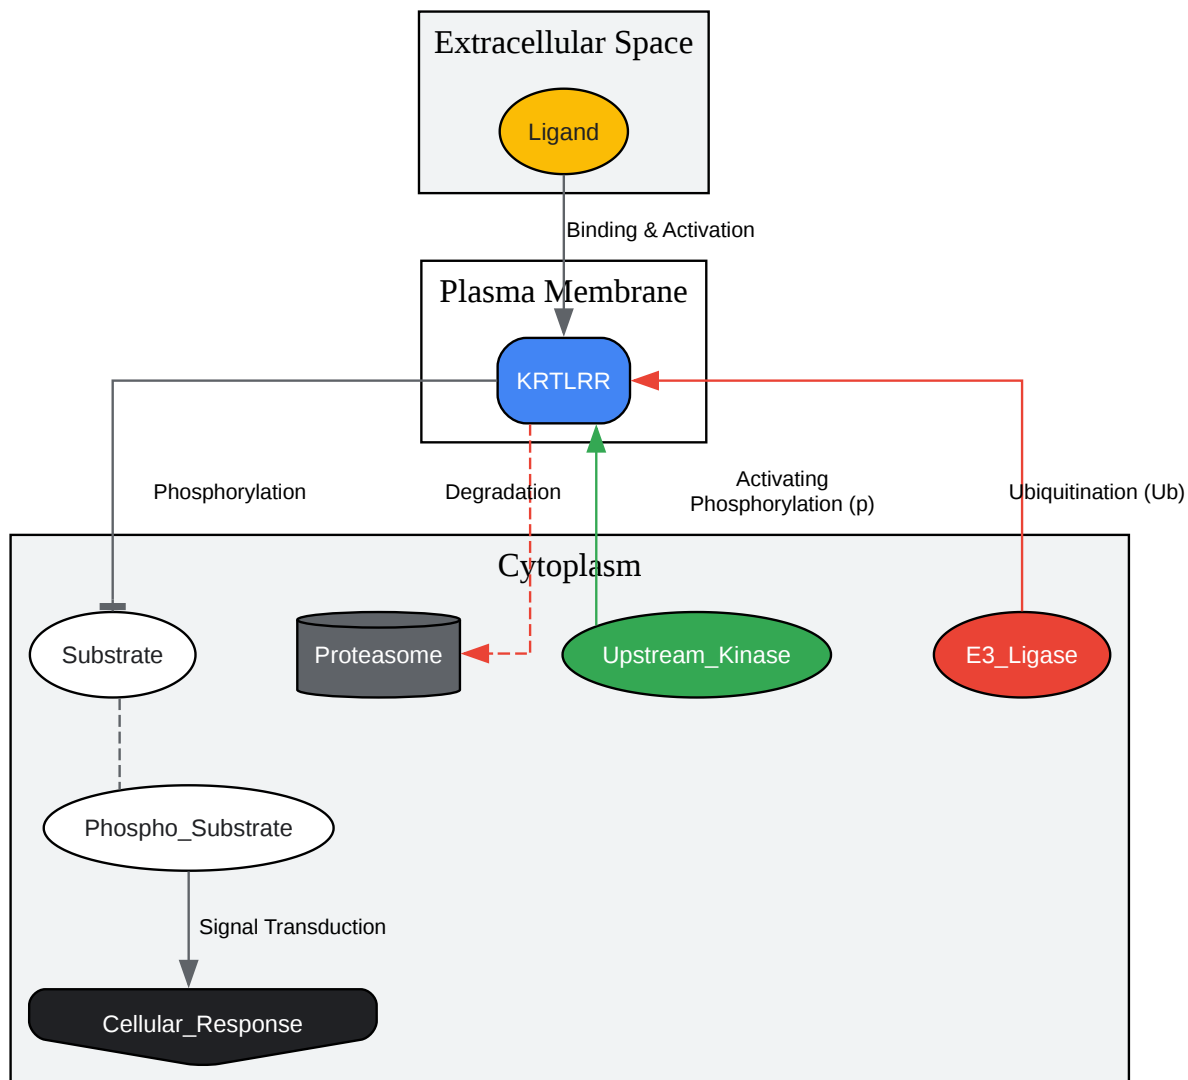 Extracellular Space
Ligand
Binding & Activation
Plasma Membrane
KRTLRR
Phosphorylation
Degradation
Activating
Phosphorylation (p)
Ubiquitination (Ub)
Cytoplasm
Substrate
Proteasome
Upstream_Kinase
E3_Ligase
Phospho_Substrate
Signal Transduction
Cellular_Response